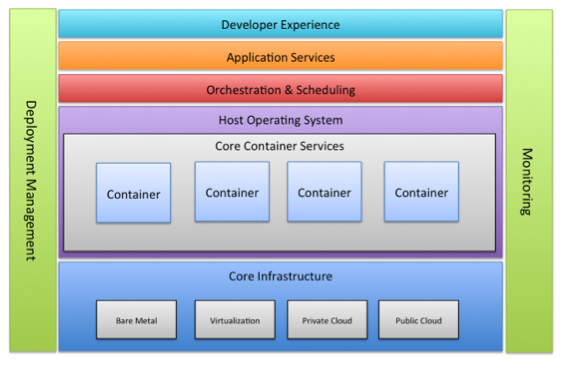 Developer Experience
Application Services
Orchestration & Scheduling
Host Operating System
Core Container Services
Container
Container
Container
Container
Core Infrastructure
Bare Metal
Virtualization
Private Cloud
Public Cloud
Deployment Management
Monitoring